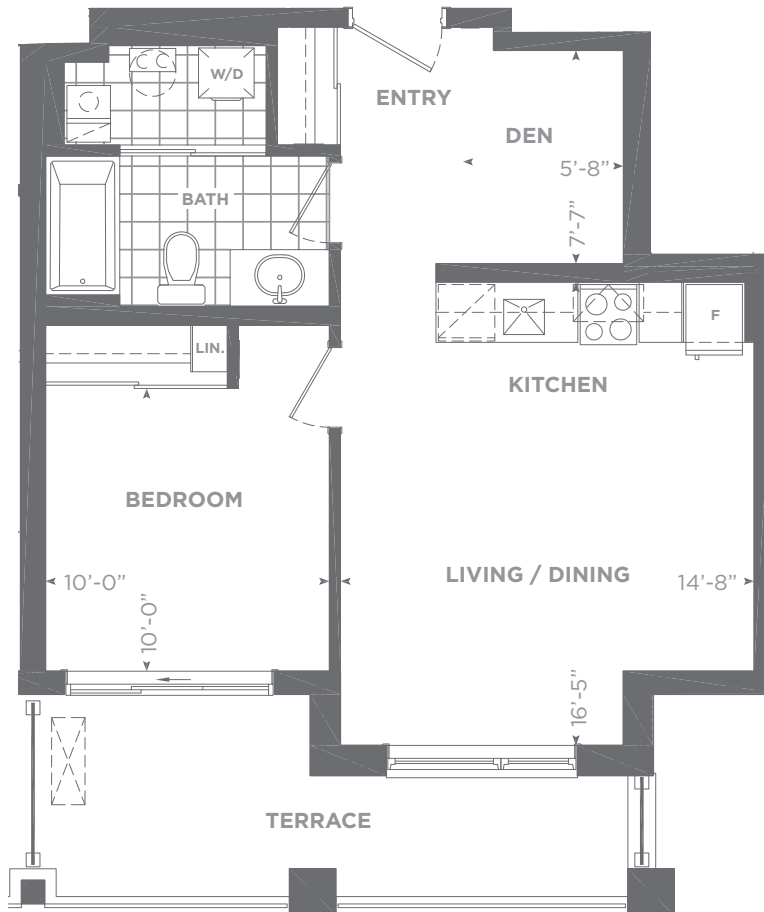 W/D
ENTRY
DEN
5’-8”
7’-7”
BATH
F
LIN.
KITCHEN
BEDROOM
10’-0”
10’-0”
LIVING / DINING
14’-8”
16’-5”
TERRACE